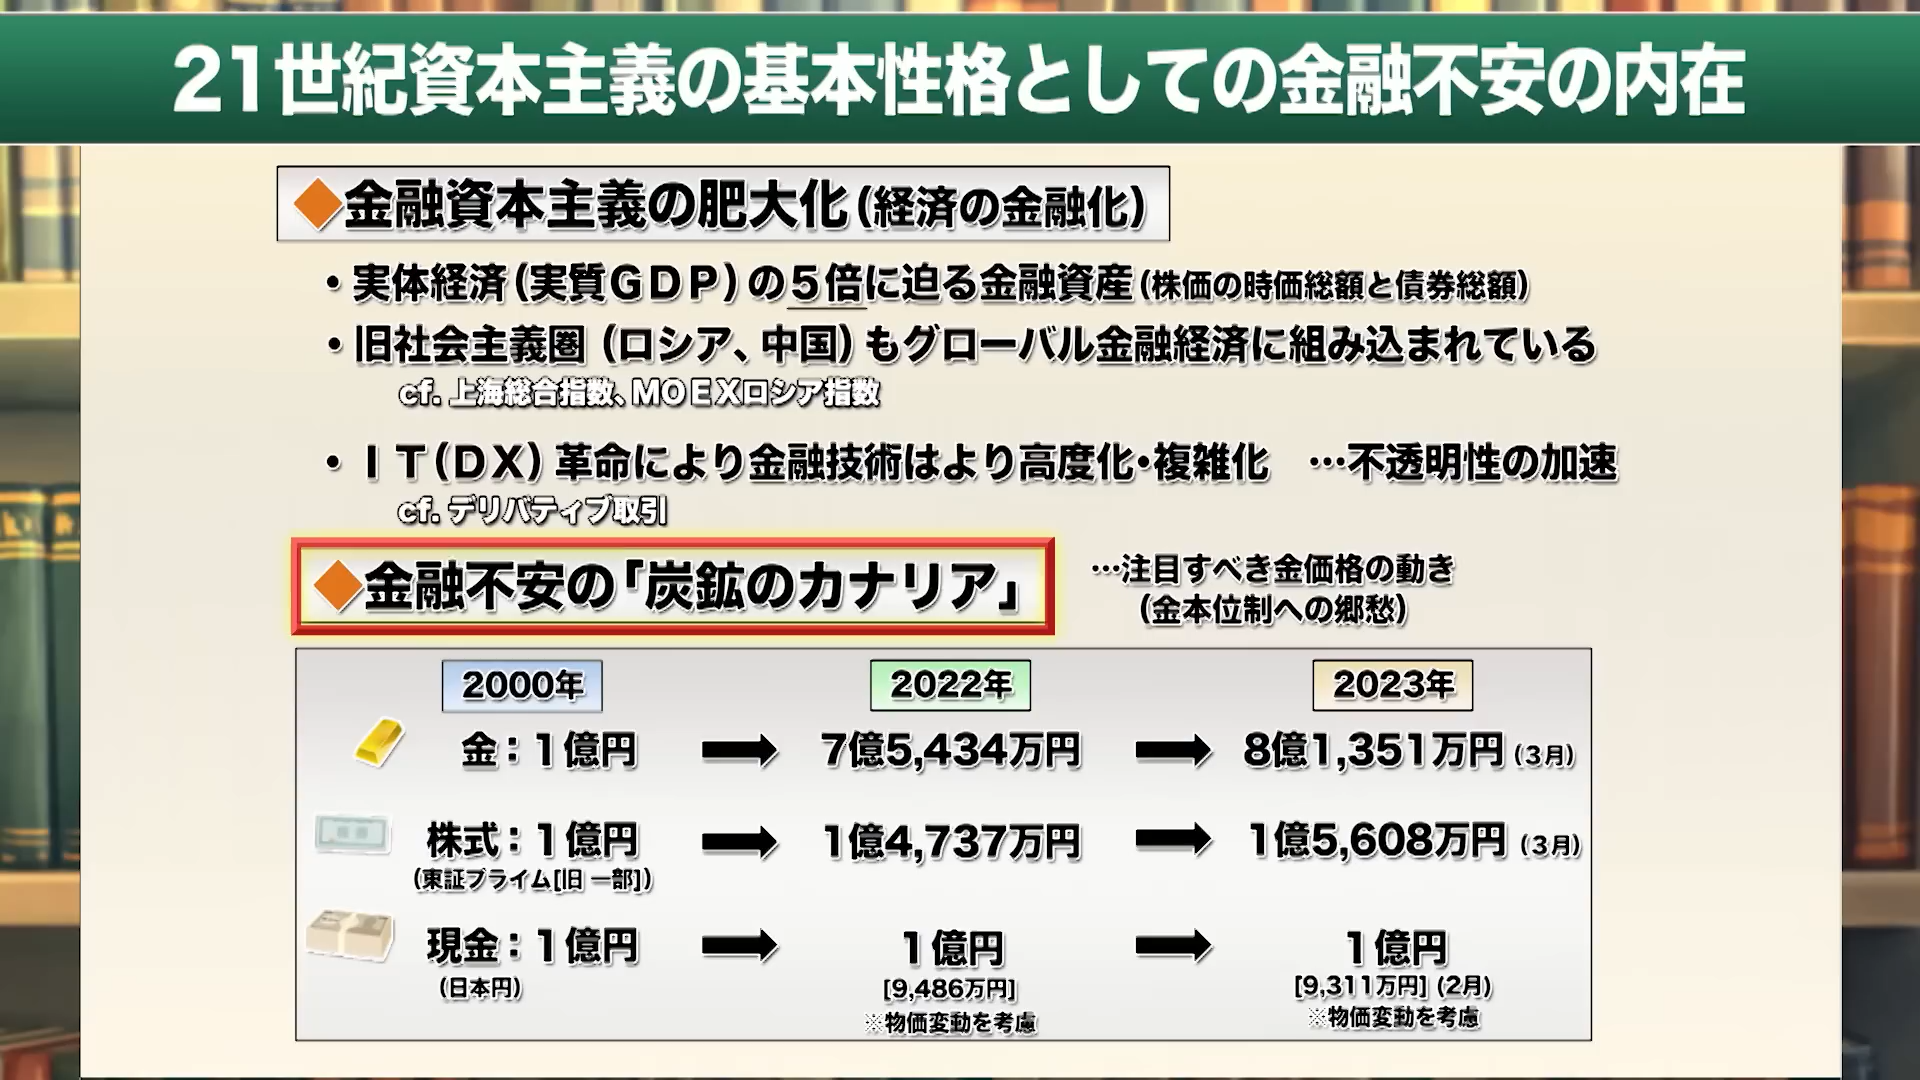 21世紀資本主義の基本性格としての金融不安の内在
◆金融資本主義の肥大化(経済の金融化)
・実体経済(実質GDP)の5倍に迫る金融資産(株価の時価総額と債券総額)
・旧社会主義圏(ロシア、中国)もグローバル金融経済に組み込まれている
cf. 上海総合指数、MOEXロシア指数
・IT(DX)革命により金融技術はより高度化・複雑化 …不透明性の加速
cf. デリバティブ取引
◆金融不安の「炭鉱のカナリア」
…注目すべき金価格の動き
(金本位制への郷愁)
2000年 2022年 2023年
金:1億円 → 7億5,434万円 → 8億1,351万円(3月)
株式:1億円 → 1億4,737万円 → 1億5,608万円(3月)
(東証プライム[旧 一部])
現金:1億円 → 1億円 → 1億円
(日本円) [9,486万円] [9,311万円](2月)
※物価変動を考慮 ※物価変動を考慮